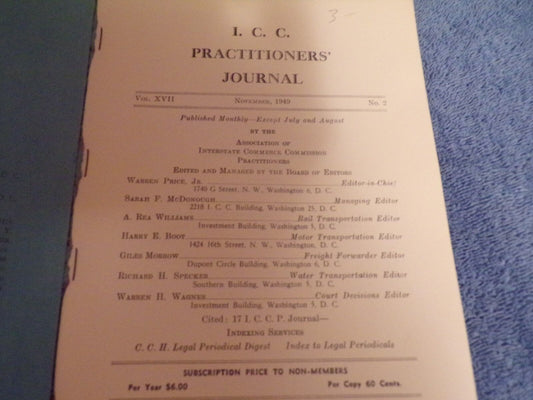 3-
I. C. C.
PRACTITIONERS'
JOURNAL
VOL. XVII NOVEMBER, 1949 No. 2
Published Monthly—Except July and August
BY THE
ASSOCIATION OF
INTERSTATE COMMERCE COMMISSION
PRACTITIONERS
EDITED AND MANAGED BY THE BOARD OF EDITORS
WARREN PRICE, JR. Editor-in-Chief
1740 G Street, N. W., Washington 6, D. C.
SARAH F. MCDONOUGH Managing Editor
2218 I. C. C. Building, Washington 25, D. C.
A. REA WILLIAMS Rail Transportation Editor
Investment Building, Washington 5, D. C.
HARRY E. BOOT Motor Transportation Editor
1424 16th Street, N. W., Washington, D. C.
GILES MORROW Freight Forwarder Editor
Dupont Circle Building, Washington 6, D. C.
RICHARD H. SPECKER Water Transportation Editor
Southern Building, Washington 5, D. C.
WARREN H. WAGNER Court Decisions Editor
Investment Building, Washington 5, D. C.
Cited: 17 I. C. C. P. Journal—
INDEXING SERVICES
C. C. H. Legal Periodical Digest Index to Legal Periodicals
SUBSCRIPTION PRICE TO NON-MEMBERS
Per Year $6.00 Per Copy 60 Cents.